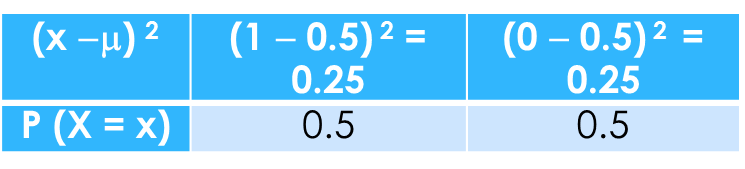 (x –μ) ² (1 – 0.5) ² = (0 – 0.5) ² =
0.25 0.25
P (X = x) 0.5 0.5